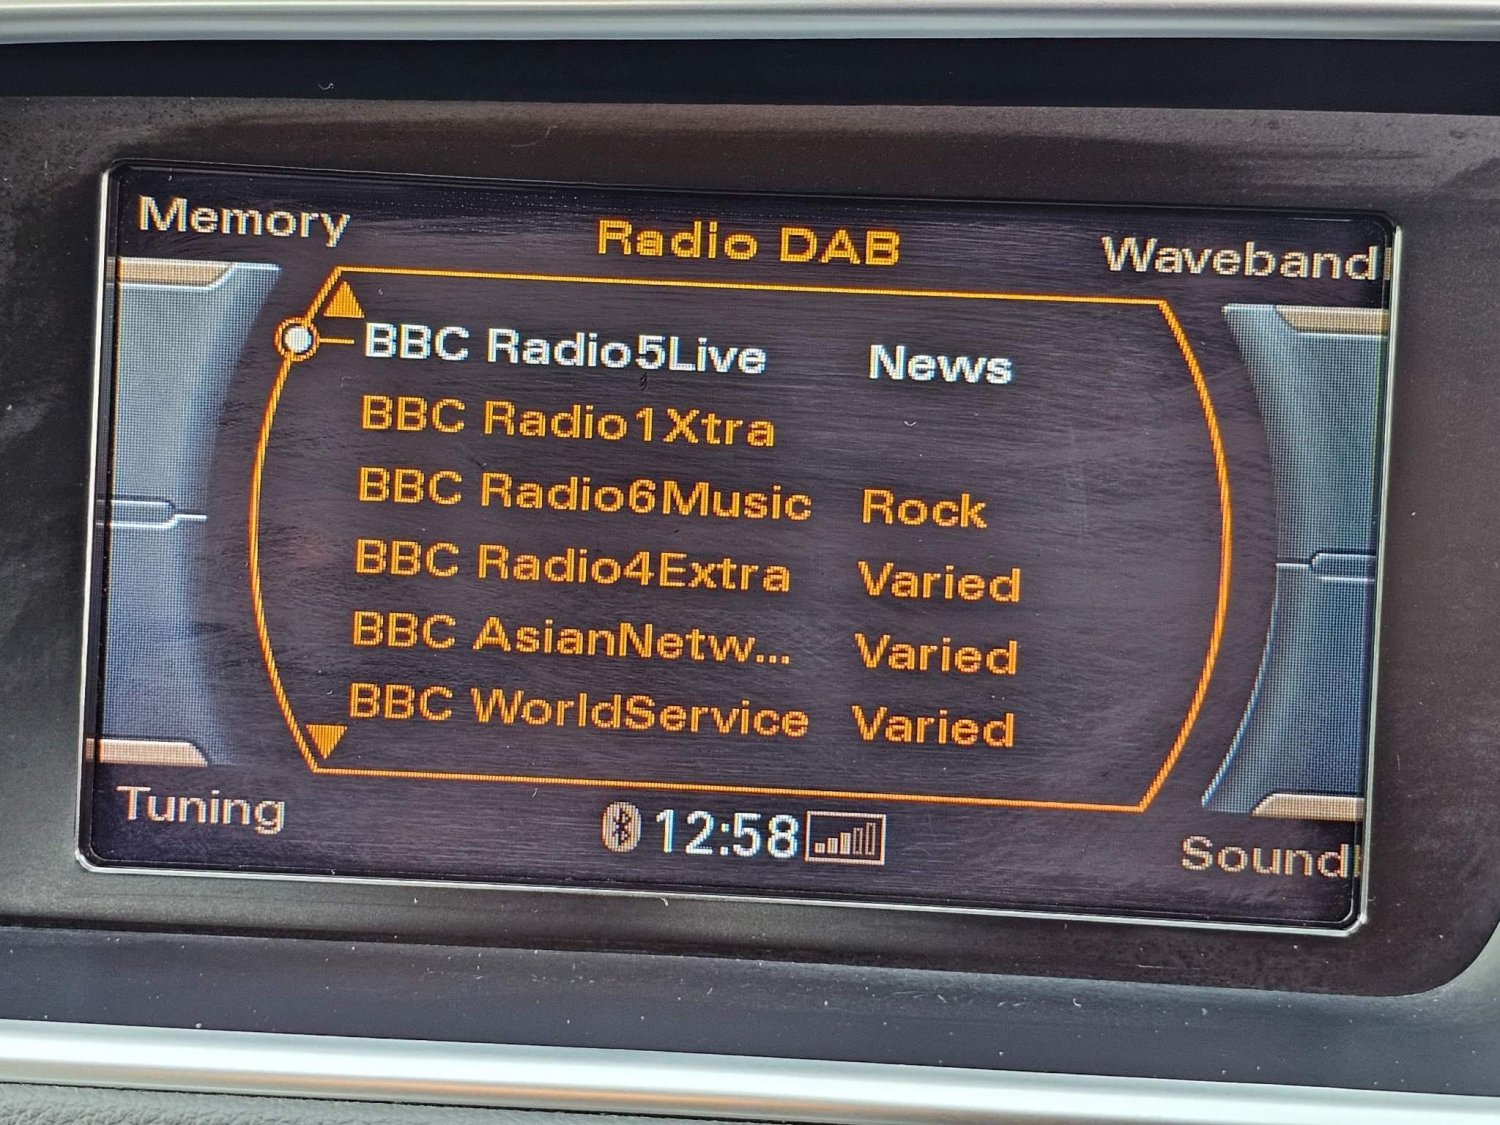 Memory
Radio DAB
Waveband
BBC Radio5Live News
BBC Radio1Xtra
BBC Radio6Music Rock
BBC Radio4Extra Varied
BBC AsianNetw... Varied
BBC WorldService Varied
Tuning
12:58
Sound